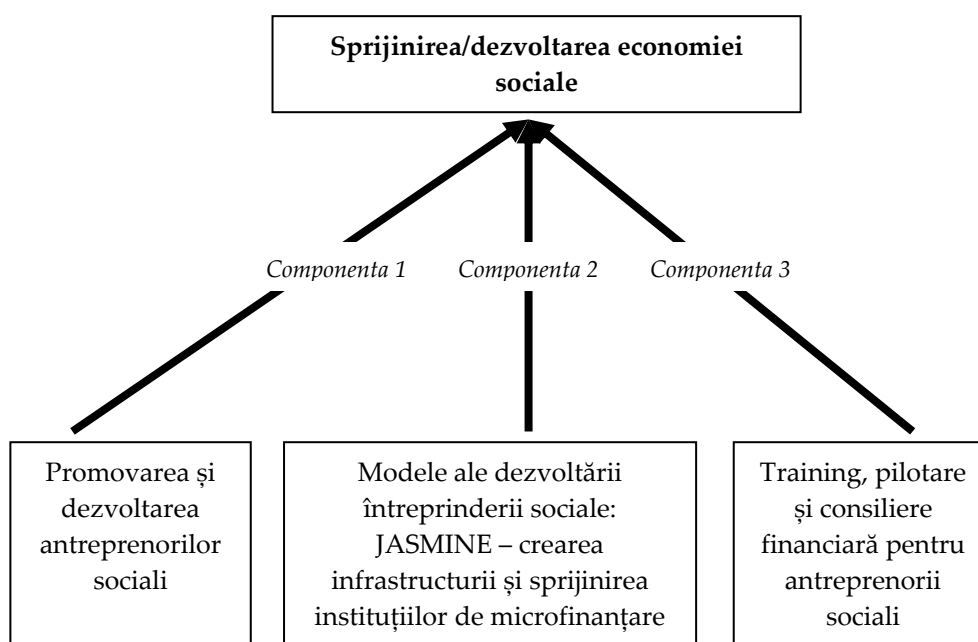 Sprijinirea/dezvoltarea economiei
sociale
Componenta 1
Componenta 2
Componenta 3
Promovarea și
dezvoltarea
antreprenorilor
sociali
Modele ale dezvoltării
întreprinderii sociale:
JASMINE – crearea
infrastructurii și sprijinirea
instituțiilor de microfinanțare
Training, pilotare
și consiliere
financiară pentru
antreprenorii
sociali